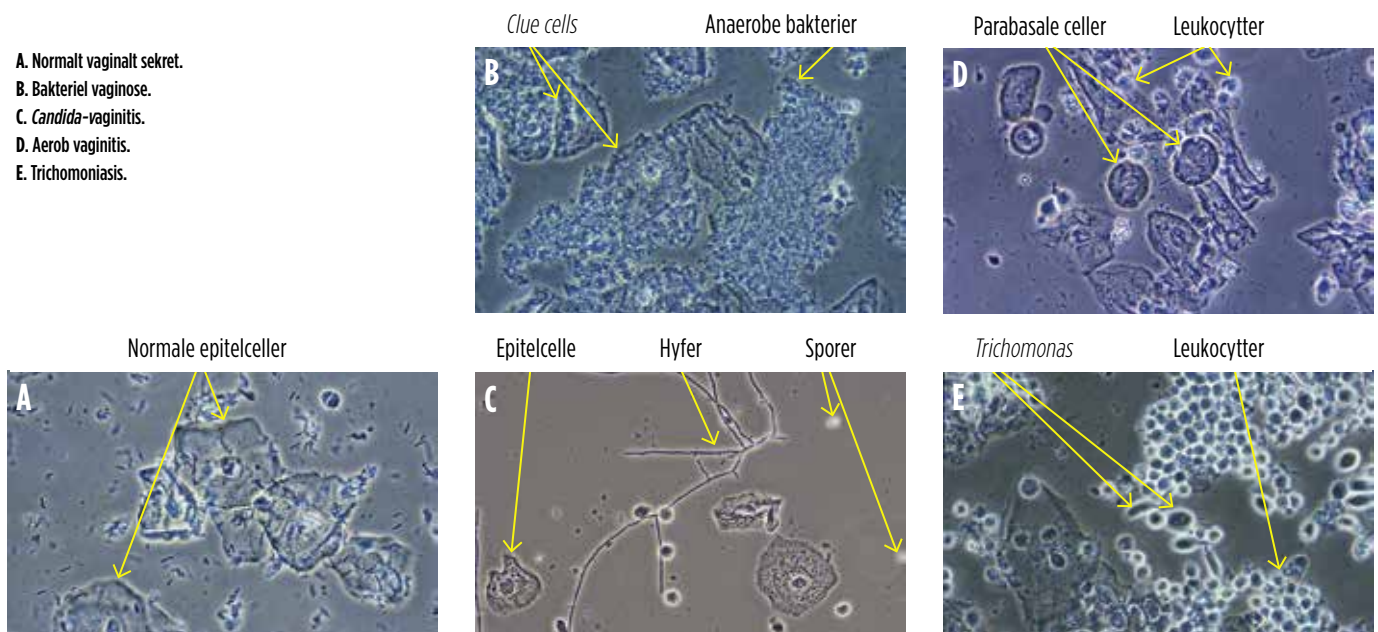 A. Normalt vaginalt sekret.
B. Bakteriel vaginose.
C. Candida-vaginitis.
D. Aerob vaginitis.
E. Trichomoniasis.
Clue cells Anaerobe bakterier
B
Parabasale celler Leukocytter
D
Normale epitelceller
A
Epitelcelle Hyfer Sporer
C
Trichomonas Leukocytter
E